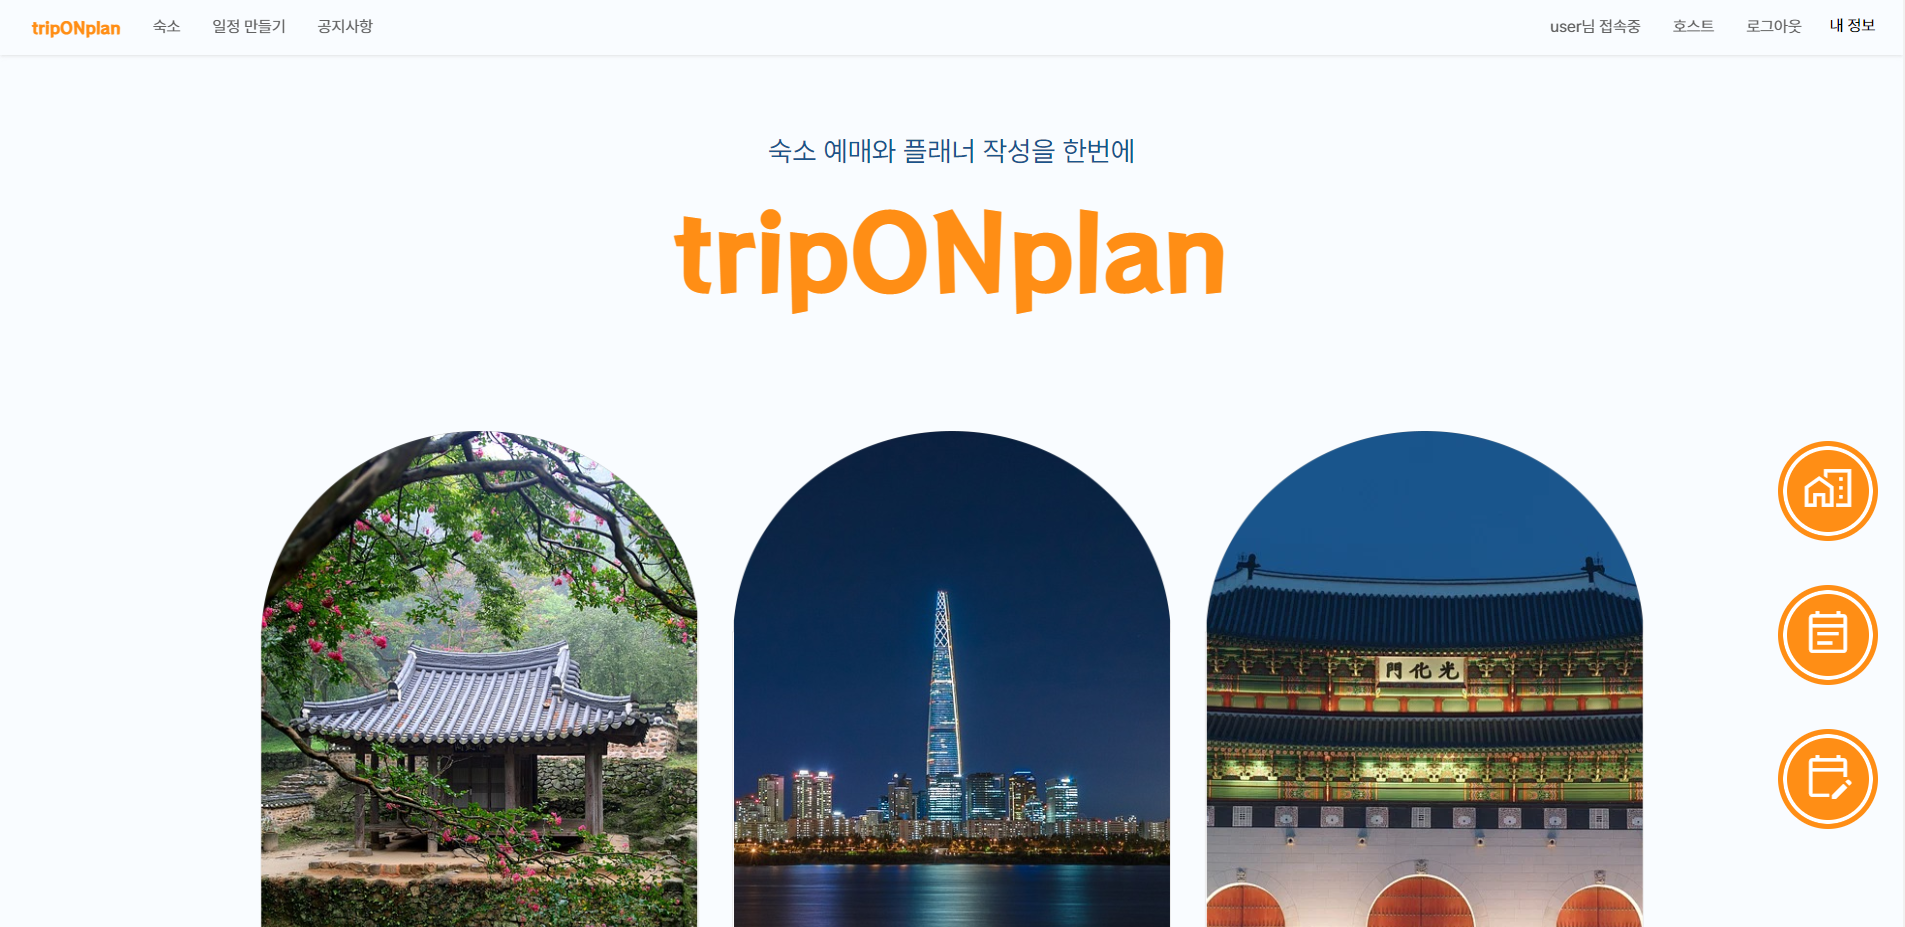 tripONplan 숙소 일정 만들기 공지사항 user님 접속중 호스트 로그아웃 내 정보
숙소 예매와 플래너 작성을 한번에
tripONplan
門化光